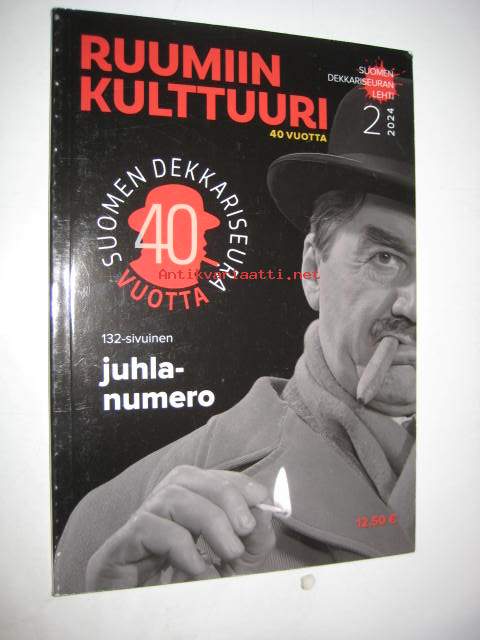 RUUMIIN
KULTTUURI
40 VUOTTA
SUOMEN
DEKKARISEURAN
LEHTI
2
2024
SUOMEN DEKKARISEURA
40
VUOTTA
Antikvariaatti.net
132-sivuinen
juhla-
numero
12,50 €